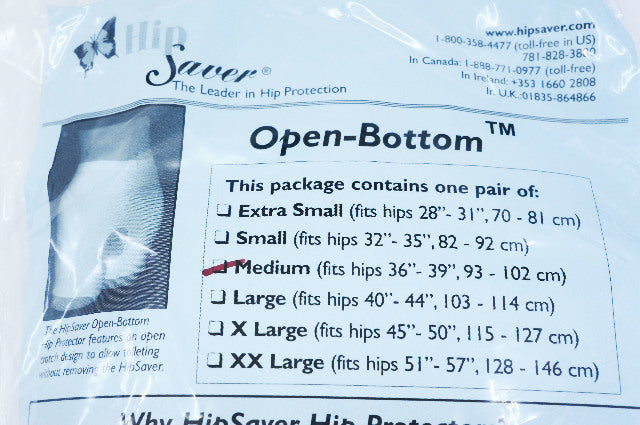 Hip
Saver®
The Leader in Hip Protection
www.hipsaver.com
1-800-358-4477 (toll-free in US)
781-828-3880
In Canada: 1-888-771-0977 (toll-free)
In Ireland: +353 1660 2808
In U.K.: 01835-864866
Open-Bottom™
This package contains one pair of:
❑ Extra Small (fits hips 28"- 31", 70 - 81 cm)
❑ Small (fits hips 32"- 35", 82 - 92 cm)
❑ Medium (fits hips 36"- 39", 93 - 102 cm)
❑ Large (fits hips 40"- 44", 103 - 114 cm)
❑ X Large (fits hips 45"- 50", 115 - 127 cm)
❑ XX Large (fits hips 51"- 57", 128 - 146 cm)
The HipSaver Open-Bottom
Hip Protector features an open
crotch design to allow toileting
without removing the HipSaver.
Why HipSaver Hip